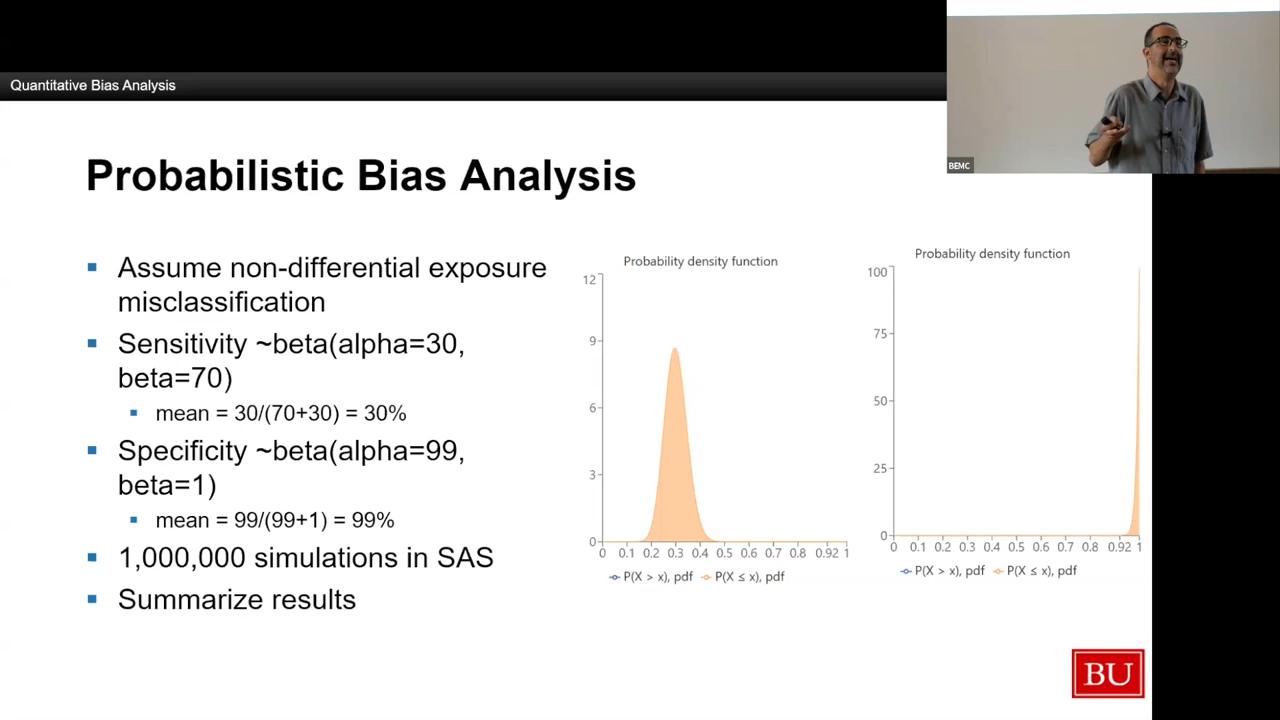 Quantitative Bias Analysis
BEMC
Probabilistic Bias Analysis
Assume non-differential exposure
misclassification
Sensitivity ~beta(alpha=30,
beta=70)
mean = 30/(70+30) = 30%
Specificity ~beta(alpha=99,
beta=1)
mean = 99/(99+1) = 99%
1,000,000 simulations in SAS
Summarize results
Probability density function
12
9
6
3
0
0 0.1 0.2 0.3 0.4 0.5 0.6 0.7 0.8 0.92 1
P(X > x), pdf P(X ≤ x), pdf
Probability density function
100
75
50
25
0
0 0.1 0.2 0.3 0.4 0.5 0.6 0.7 0.8 0.92 1
P(X > x), pdf P(X ≤ x), pdf
BU